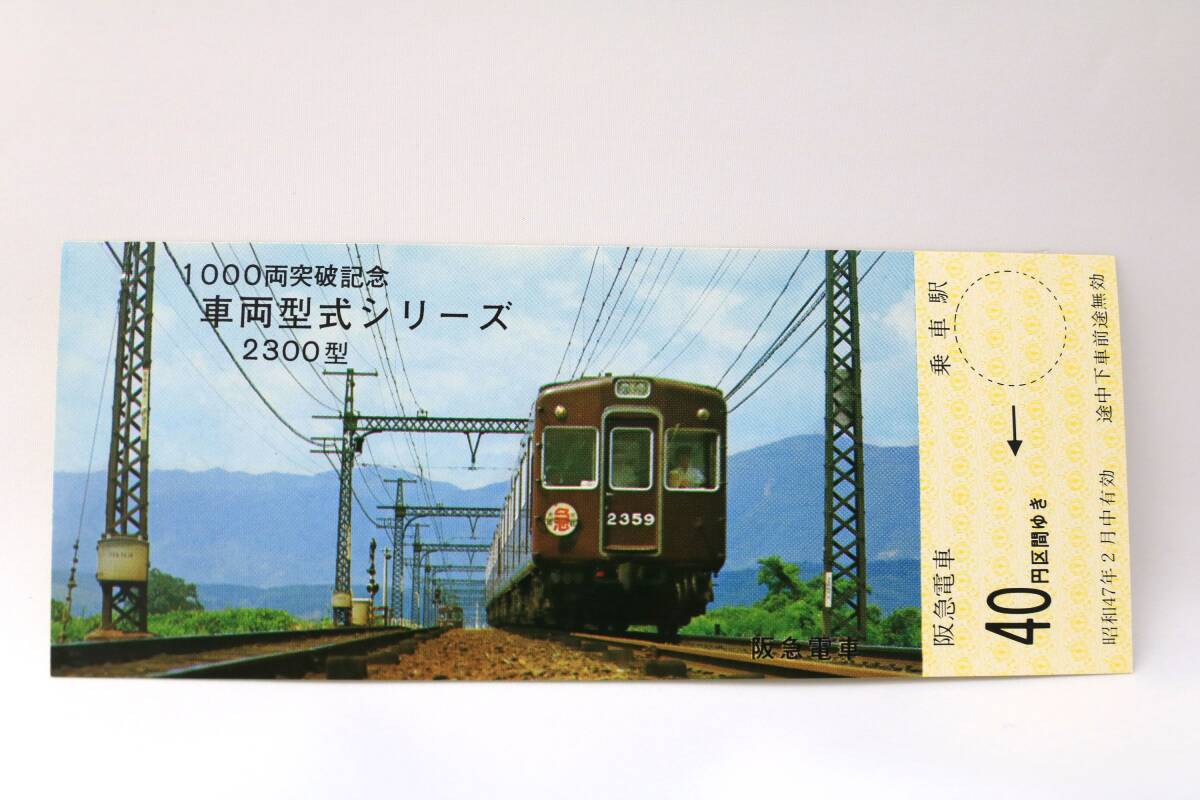 1000両突破記念
車両型式シリーズ
2300型
急
2359
阪急電車
乗車駅
阪急電車
40円区間ゆき
途中下車前途無効
昭和47年2月中有効